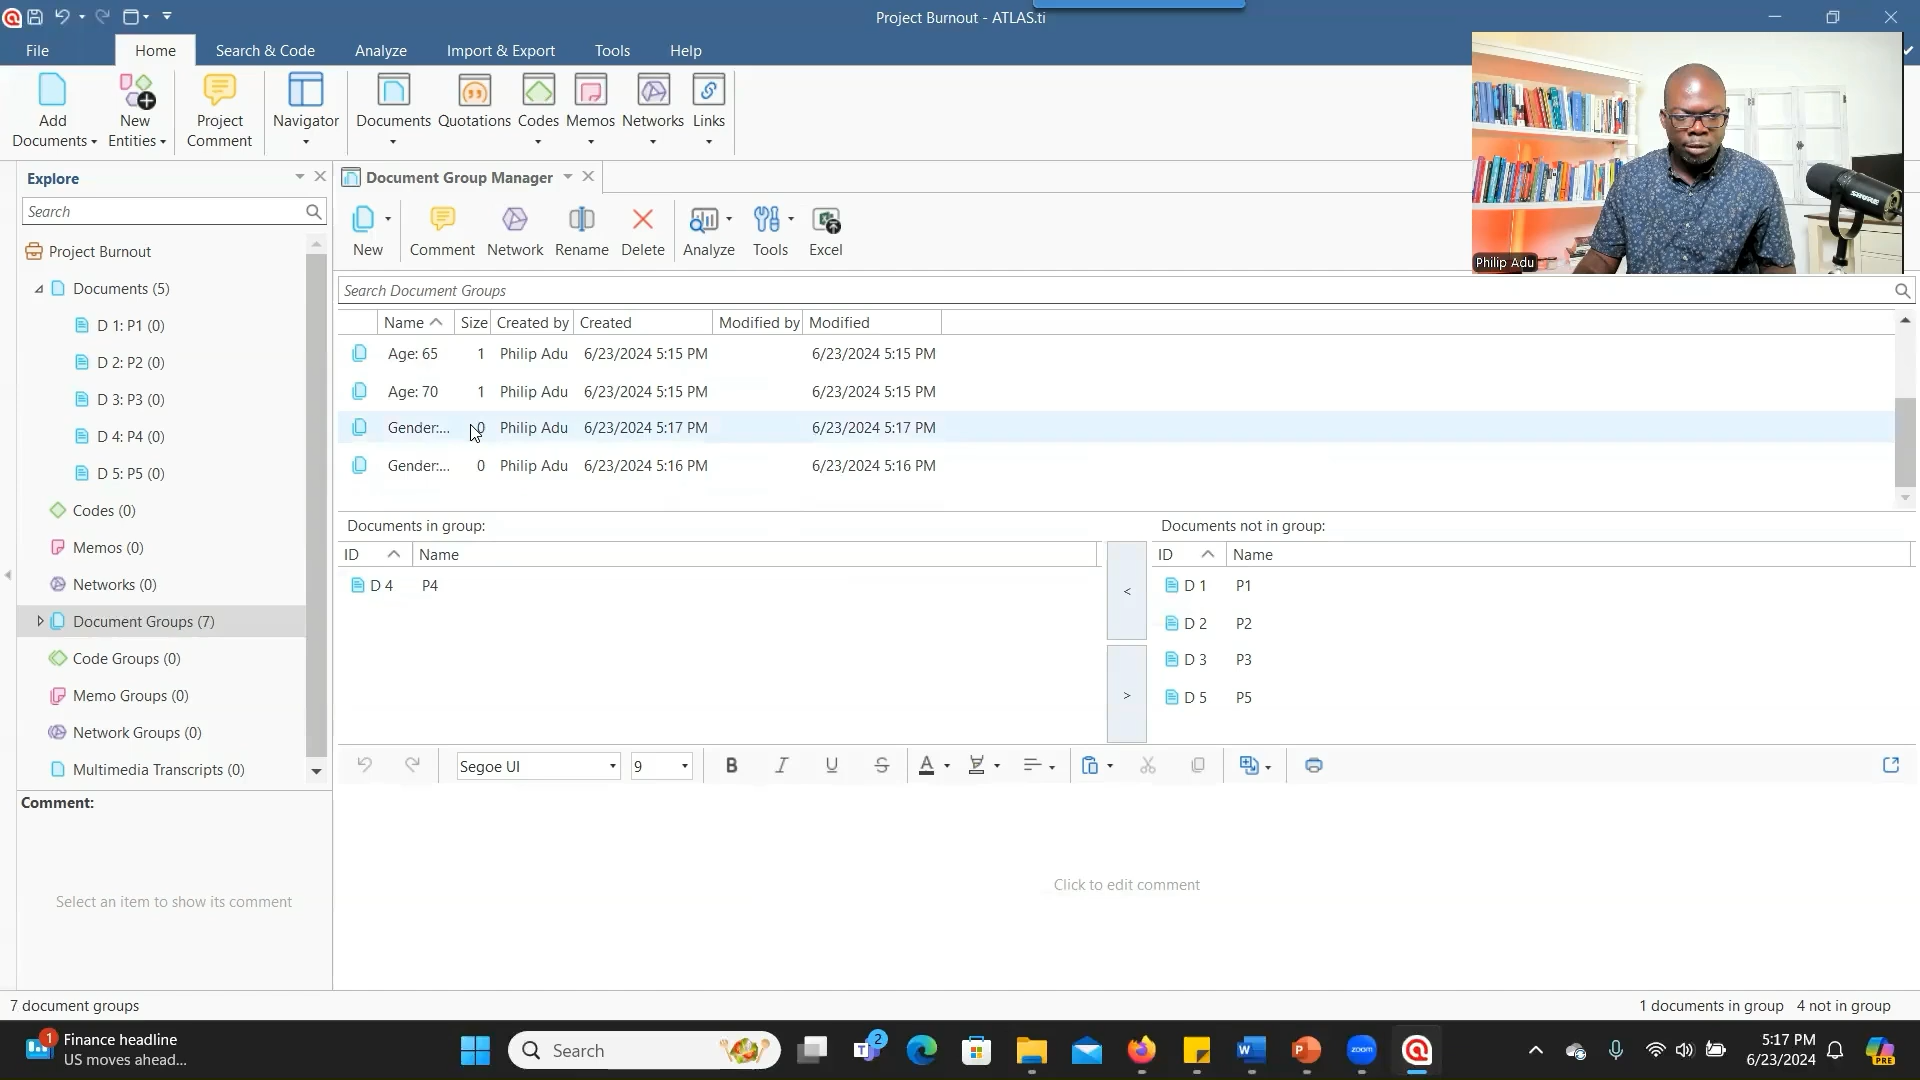 Project Burnout - ATLAS.ti
File
Home
Search & Code
Analyze
Import & Export
Tools
Help
Add
Documents
New
Entities
Project
Comment
Navigator
Documents
Quotations
Codes
Memos
Networks
Links
Philip Adu
SHURE
Explore
Search
Project Burnout
Documents (5)
D 1: P1 (0)
D 2: P2 (0)
D 3: P3 (0)
D 4: P4 (0)
D 5: P5 (0)
Codes (0)
Memos (0)
Networks (0)
Document Groups (7)
Code Groups (0)
Memo Groups (0)
Network Groups (0)
Multimedia Transcripts (0)
Comment:
Select an item to show its comment
Document Group Manager
New
Comment
Network
Rename
Delete
Analyze
Tools
Excel
Search Document Groups
Name Size Created by Created Modified by Modified
Age: 65 1 Philip Adu 6/23/2024 5:15 PM 6/23/2024 5:15 PM
Age: 70 1 Philip Adu 6/23/2024 5:15 PM 6/23/2024 5:15 PM
Gender:... 0 Philip Adu 6/23/2024 5:17 PM 6/23/2024 5:17 PM
Gender:... 0 Philip Adu 6/23/2024 5:16 PM 6/23/2024 5:16 PM
Documents in group:
ID Name
D 4 P4
<
>
Documents not in group:
ID Name
D 1 P1
D 2 P2
D 3 P3
D 5 P5
Segoe UI 9 B I U S A
Click to edit comment
7 document groups
1 documents in group 4 not in group
1
Finance headline
US moves ahead...
Search
2
zoom
5:17 PM
6/23/2024
PRE